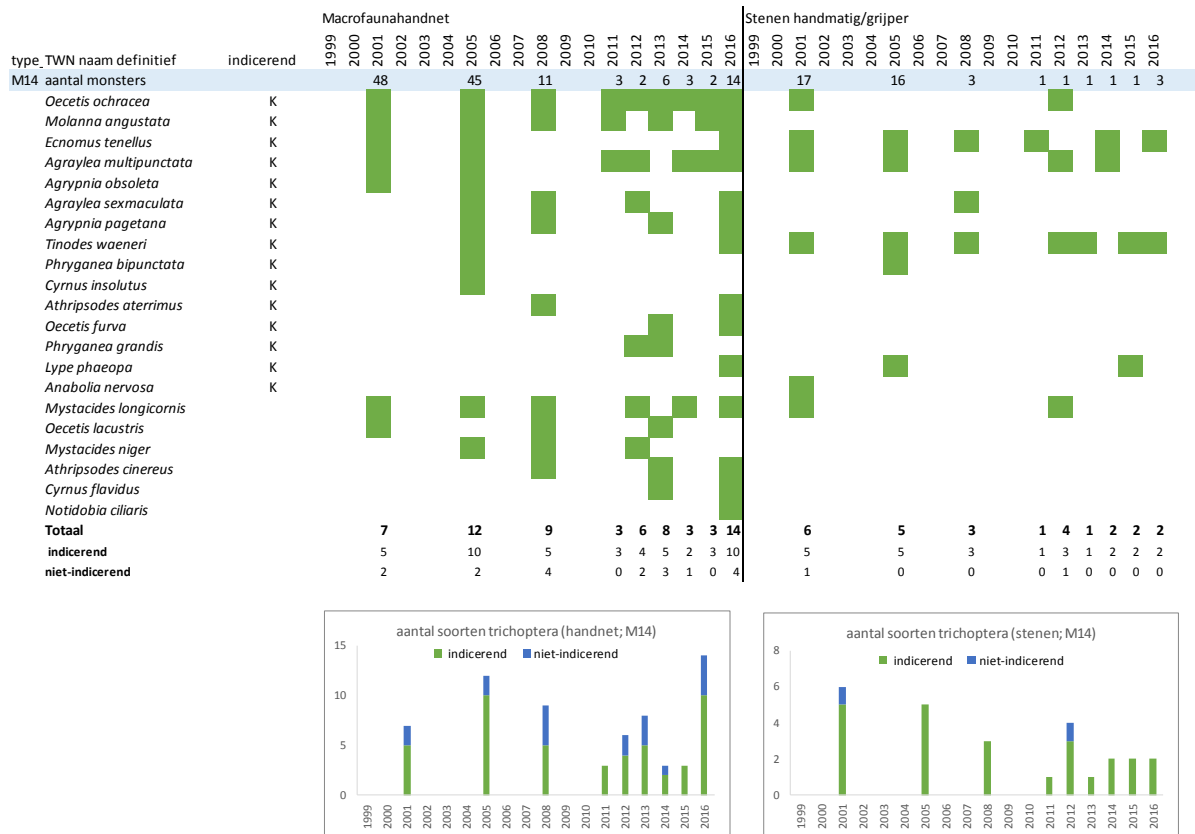 Macrofaunahandnet Stenen handmatig/grijper
type_ TWN naam definitief indicerend 1999 2000 2001 2002 2003 2004 2005 2006 2007 2008 2009 2010 2011 2012 2013 2014 2015 2016 1999 2000 2001 2002 2003 2004 2005 2006 2007 2008 2009 2010 2011 2012 2013 2014 2015 2016
M14 aantal monsters 48 45 11 3 2 6 3 2 14 17 16 3 1 1 1 1 1 3
Oecetis ochracea K
Molanna angustata K
Ecnomus tenellus K
Agraylea multipunctata K
Agrypnia obsoleta K
Agraylea sexmaculata K
Agrypnia pagetana K
Tinodes waeneri K
Phryganea bipunctata K
Cyrnus insolutus K
Athripsodes aterrimus K
Oecetis furva K
Phryganea grandis K
Lype phaeopa K
Anabolia nervosa K
Mystacides longicornis
Oecetis lacustris
Mystacides niger
Athripsodes cinereus
Cyrnus flavidus
Notidobia ciliaris
Totaal 7 12 9 3 6 8 3 3 14 6 5 3 1 4 1 2 2 2
indicerend 5 10 5 3 4 5 2 3 10 5 5 3 1 3 1 2 2 2
niet-indicerend 2 2 4 0 2 3 1 0 4 1 0 0 0 1 0 0 0 0
aantal soorten trichoptera (handnet; M14)
indicerend niet-indicerend
15
10
5
0
1999 2000 2001 2002 2003 2004 2005 2006 2007 2008 2009 2010 2011 2012 2013 2014 2015 2016
aantal soorten trichoptera (stenen; M14)
indicerend niet-indicerend
8
6
4
2
0
1999 2000 2001 2002 2003 2004 2005 2006 2007 2008 2009 2010 2011 2012 2013 2014 2015 2016